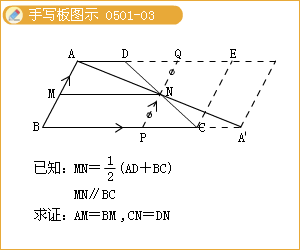 手写板图示 0501-03
A D Q E
M N
B P C A'
已知: MN=1/2(AD+BC)
MN∥BC
求证: AM=BM ,CN=DN